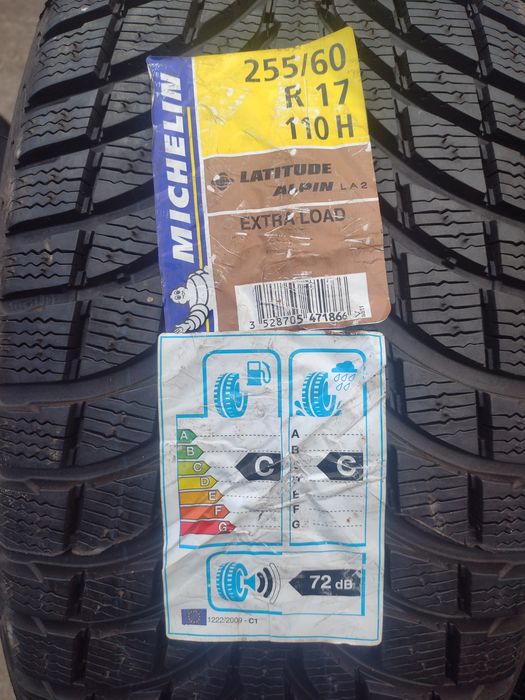 MICHELIN
255/60
R 17
110 H
LATITUDE
ALPIN LA2
EXTRA LOAD
3 528705 471866
A
B
C
D
E
F
G
C
A
B
E
F
G
C
72 dB
1222/2009 - C1